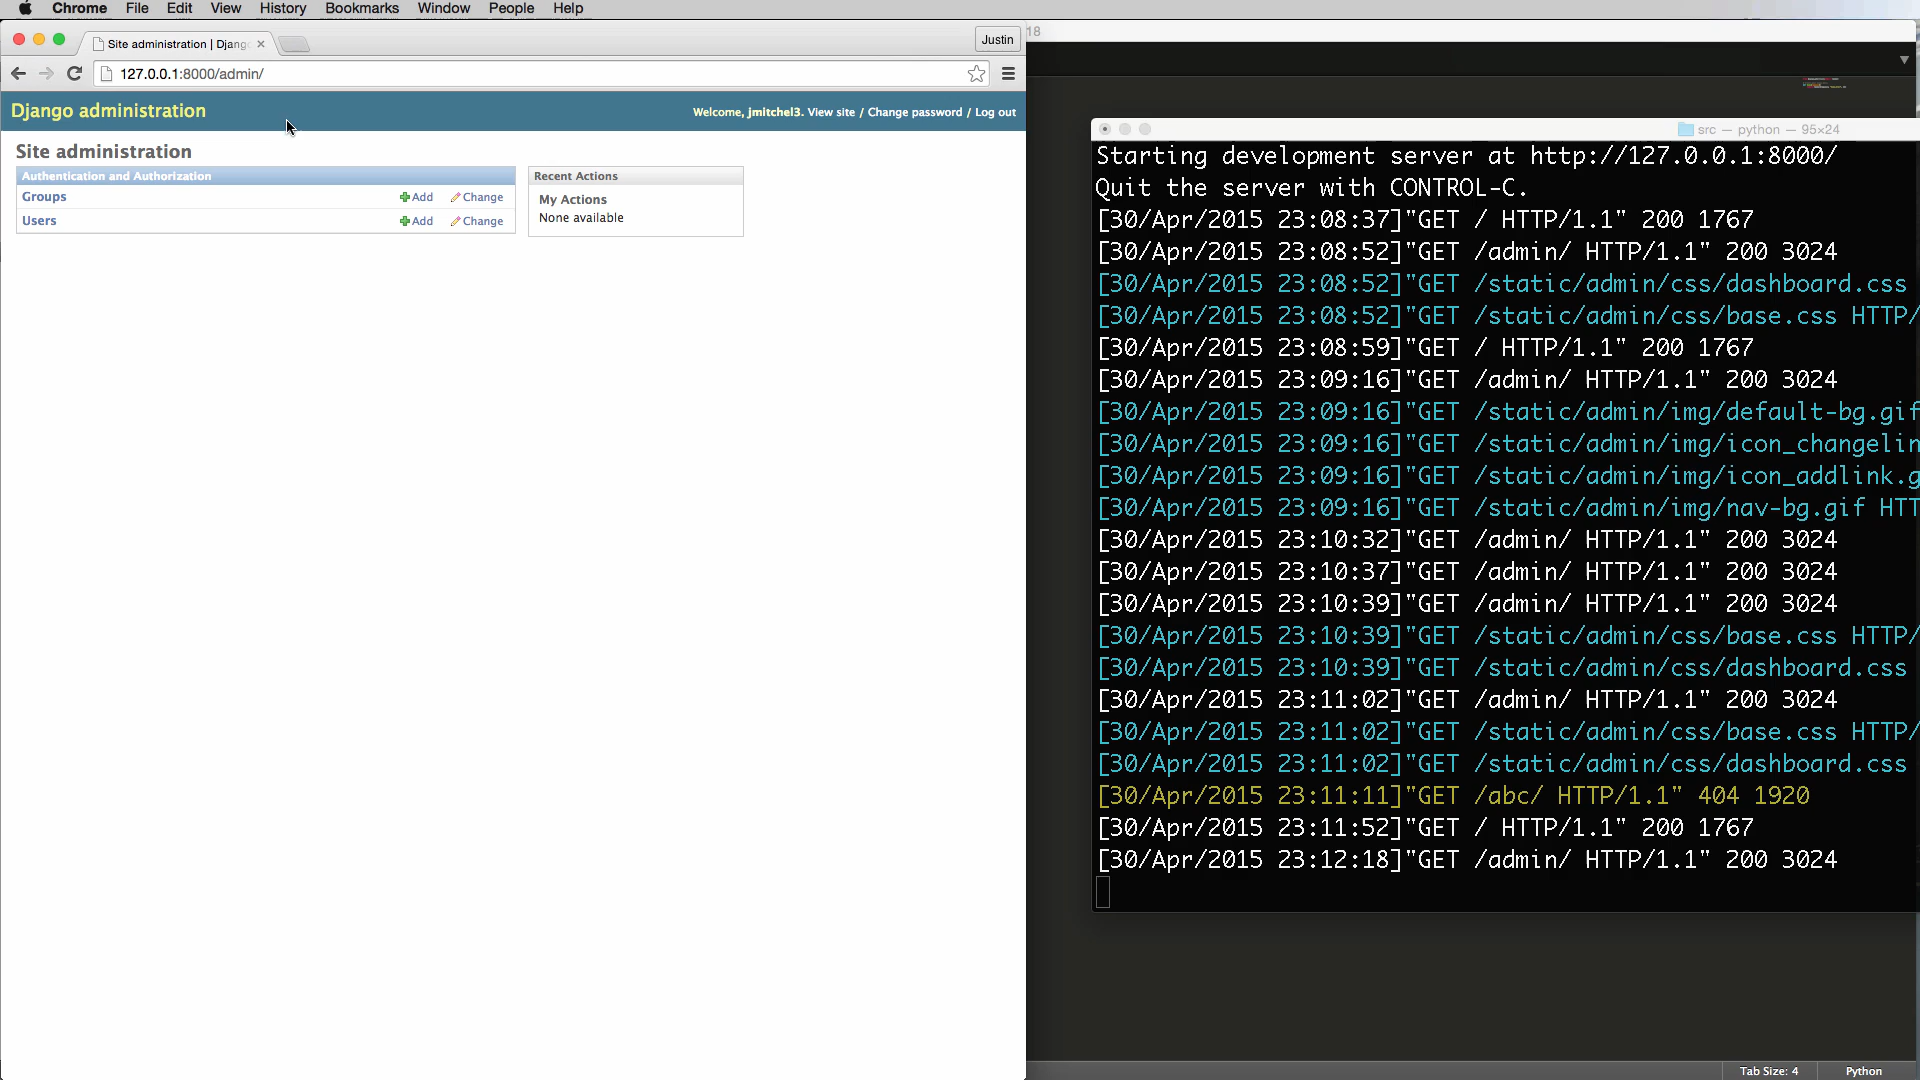 Chrome File Edit View History Bookmarks Window People Help
Site administration | Djang
Justin
18
127.0.0.1:8000/admin/
Django administration
Welcome, jmitchel3. View site / Change password / Log out
Site administration
Authentication and Authorization
Groups Add Change
Users Add Change
Recent Actions
My Actions
None available
src — python — 95×24
Starting development server at http://127.0.0.1:8000/
Quit the server with CONTROL-C.
[30/Apr/2015 23:08:37]"GET / HTTP/1.1" 200 1767
[30/Apr/2015 23:08:52]"GET /admin/ HTTP/1.1" 200 3024
[30/Apr/2015 23:08:52]"GET /static/admin/css/dashboard.css
[30/Apr/2015 23:08:52]"GET /static/admin/css/base.css HTTP/
[30/Apr/2015 23:08:59]"GET / HTTP/1.1" 200 1767
[30/Apr/2015 23:09:16]"GET /admin/ HTTP/1.1" 200 3024
[30/Apr/2015 23:09:16]"GET /static/admin/img/default-bg.gif
[30/Apr/2015 23:09:16]"GET /static/admin/img/icon_changelin
[30/Apr/2015 23:09:16]"GET /static/admin/img/icon_addlink.g
[30/Apr/2015 23:09:16]"GET /static/admin/img/nav-bg.gif HTT
[30/Apr/2015 23:10:32]"GET /admin/ HTTP/1.1" 200 3024
[30/Apr/2015 23:10:37]"GET /admin/ HTTP/1.1" 200 3024
[30/Apr/2015 23:10:39]"GET /admin/ HTTP/1.1" 200 3024
[30/Apr/2015 23:10:39]"GET /static/admin/css/base.css HTTP/
[30/Apr/2015 23:10:39]"GET /static/admin/css/dashboard.css
[30/Apr/2015 23:11:02]"GET /admin/ HTTP/1.1" 200 3024
[30/Apr/2015 23:11:02]"GET /static/admin/css/base.css HTTP/
[30/Apr/2015 23:11:02]"GET /static/admin/css/dashboard.css
[30/Apr/2015 23:11:11]"GET /abc/ HTTP/1.1" 404 1920
[30/Apr/2015 23:11:52]"GET / HTTP/1.1" 200 1767
[30/Apr/2015 23:12:18]"GET /admin/ HTTP/1.1" 200 3024
Tab Size: 4 Python